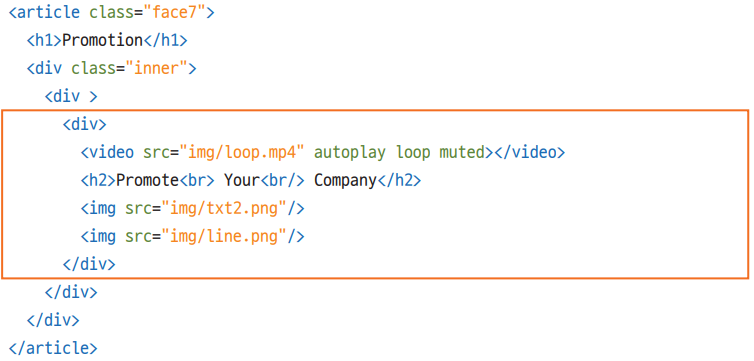 <article class="face7">
<h1>Promotion</h1>
<div class="inner">
<div >
<div>
<video src="img/loop.mp4" autoplay loop muted></video>
<h2>Promote<br> Your<br/> Company</h2>
<img src="img/txt2.png"/>
<img src="img/line.png"/>
</div>
</div>
</div>
</article>